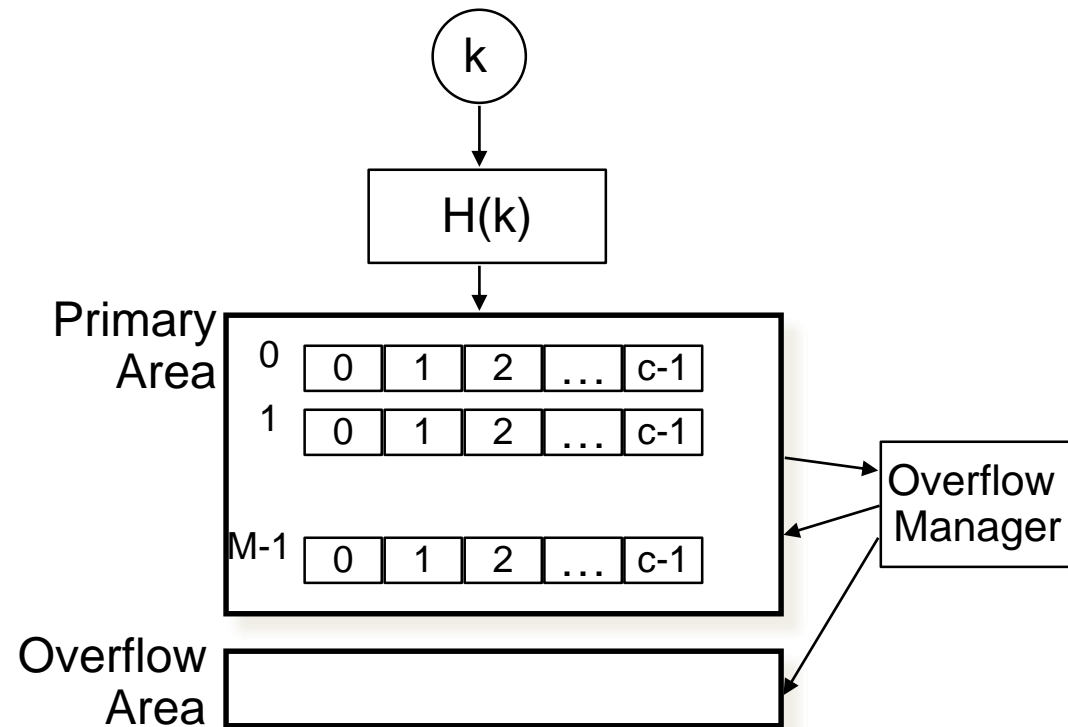 k
H(k)
Primary
Area
0
0 1 2 ... c-1
1
0 1 2 ... c-1
M-1
0 1 2 ... c-1
Overflow
Manager
Overflow
Area